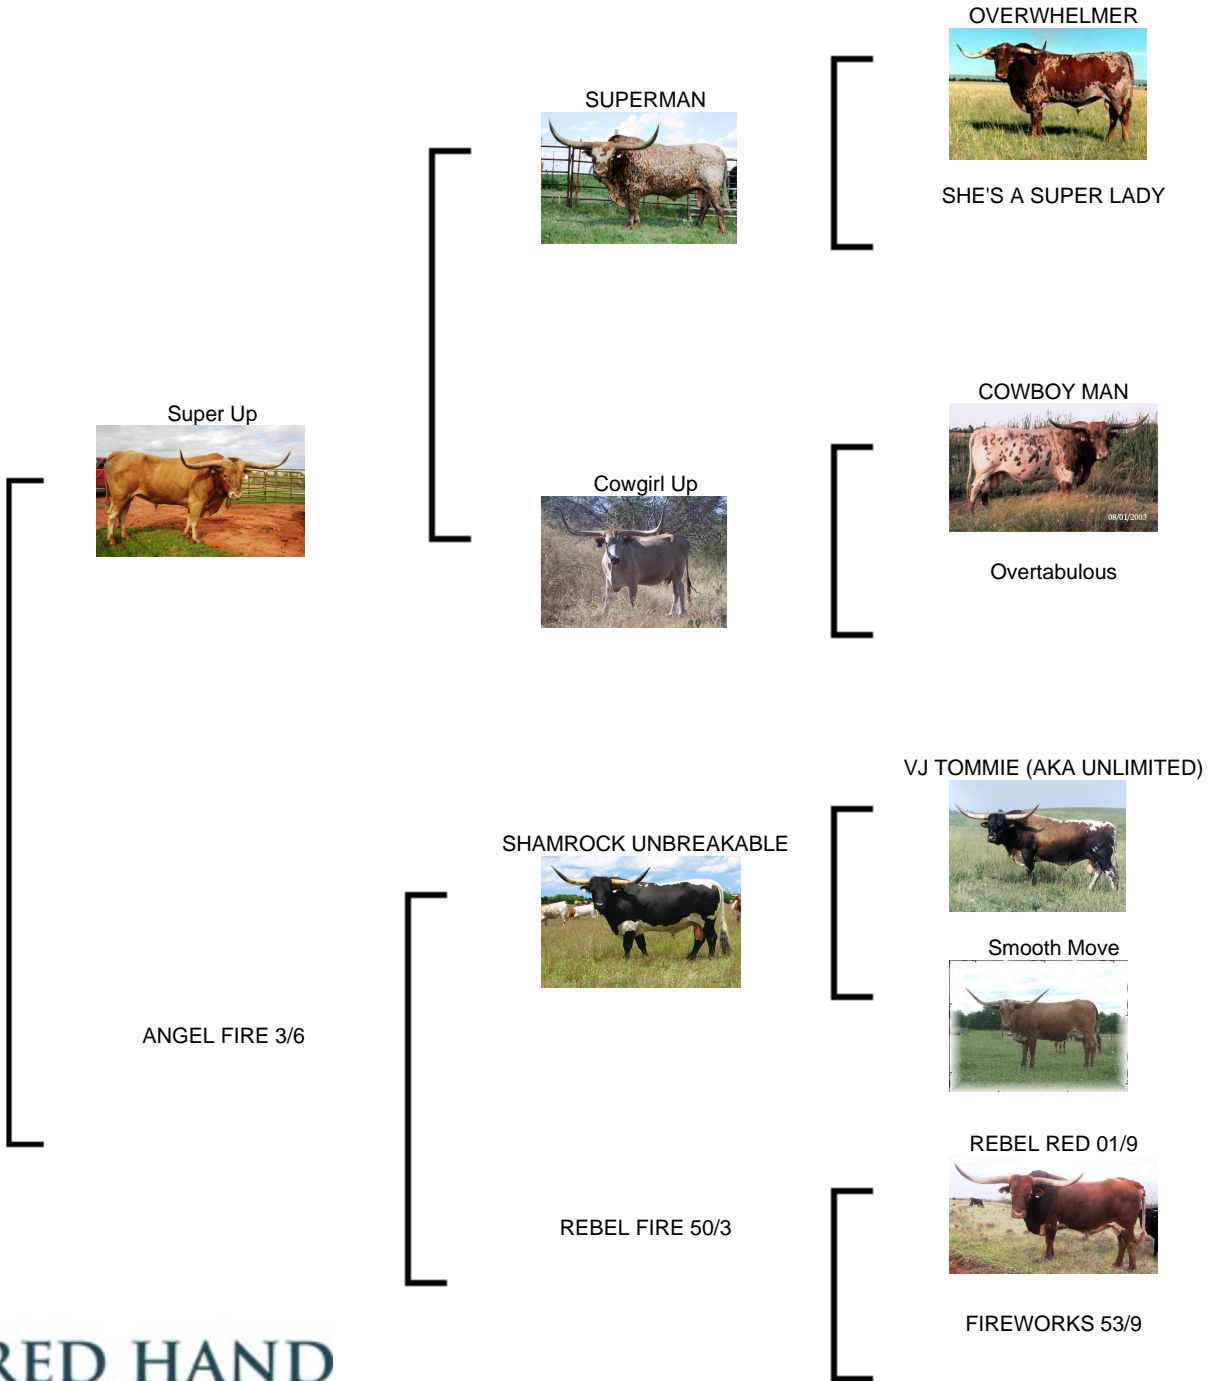 OVERWHELMER
SUPERMAN
SHE'S A SUPER LADY
COWBOY MAN
Super Up
Cowgirl Up
08/01/2003
Overtabulous
VJ TOMMIE (AKA UNLIMITED)
SHAMROCK UNBREAKABLE
Smooth Move
ANGEL FIRE 3/6
REBEL RED 01/9
REBEL FIRE 50/3
FIREWORKS 53/9
RED HAND